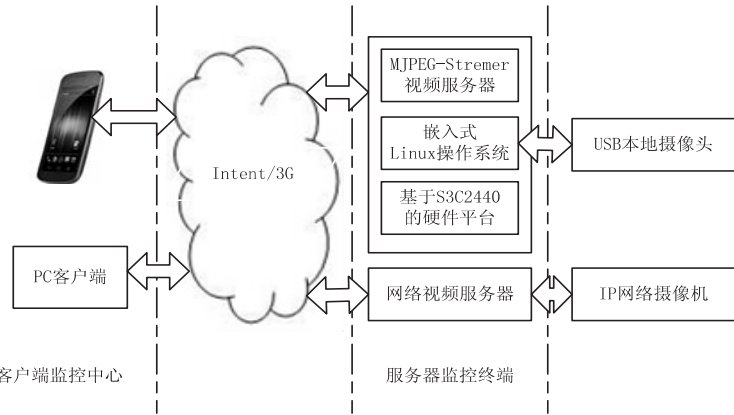 MJPEG-Stremer
视频服务器
嵌入式
Linux操作系统
基于S3C2440
的硬件平台
Intent/3G
USB本地摄像头
PC客户端
网络视频服务器
IP网络摄像机
客户端监控中心
服务器监控终端